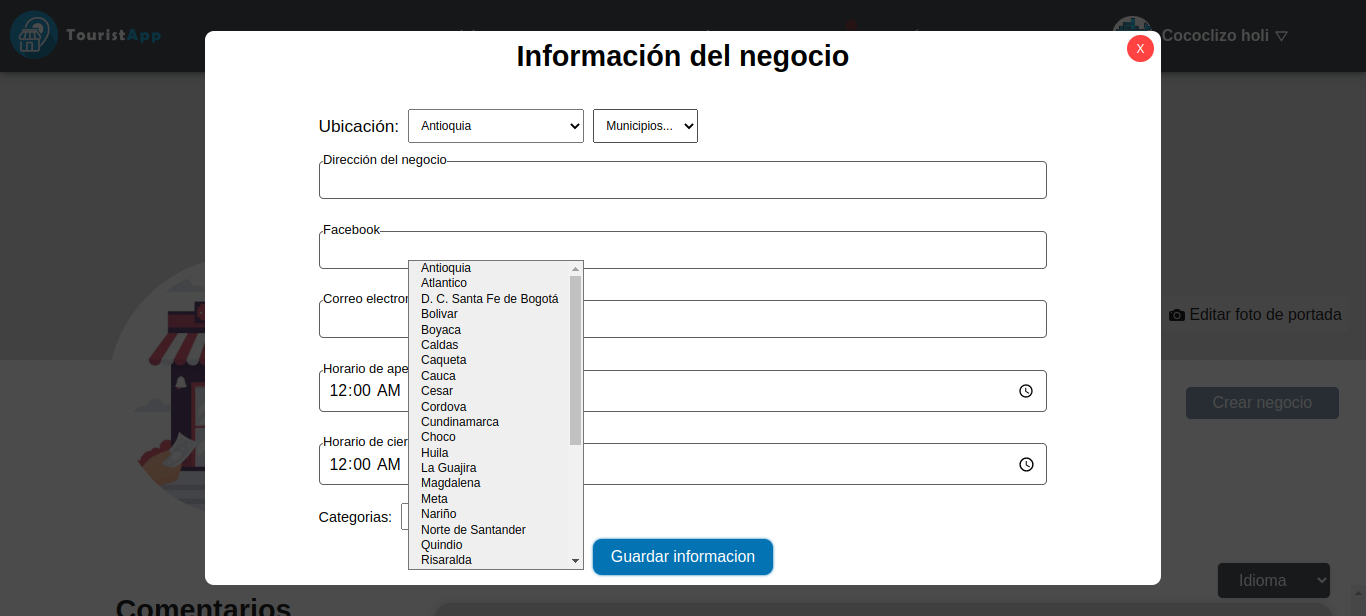 TouristApp
Cococlizo holi
Información del negocio
X
Ubicación:
Antioquia
Municipios...
Dirección del negocio
Facebook
Antioquia
Atlantico
D. C. Santa Fe de Bogotá
Bolivar
Boyaca
Caldas
Caqueta
Cauca
Cesar
Cordova
Cundinamarca
Choco
Huila
La Guajira
Magdalena
Meta
Nariño
Norte de Santander
Quindio
Risaralda
Correo electror
Editar foto de portada
Horario de ape
12:00 AM
Crear negocio
Horario de cier
12:00 AM
Categorias:
Guardar informacion
Idioma
Comentarios